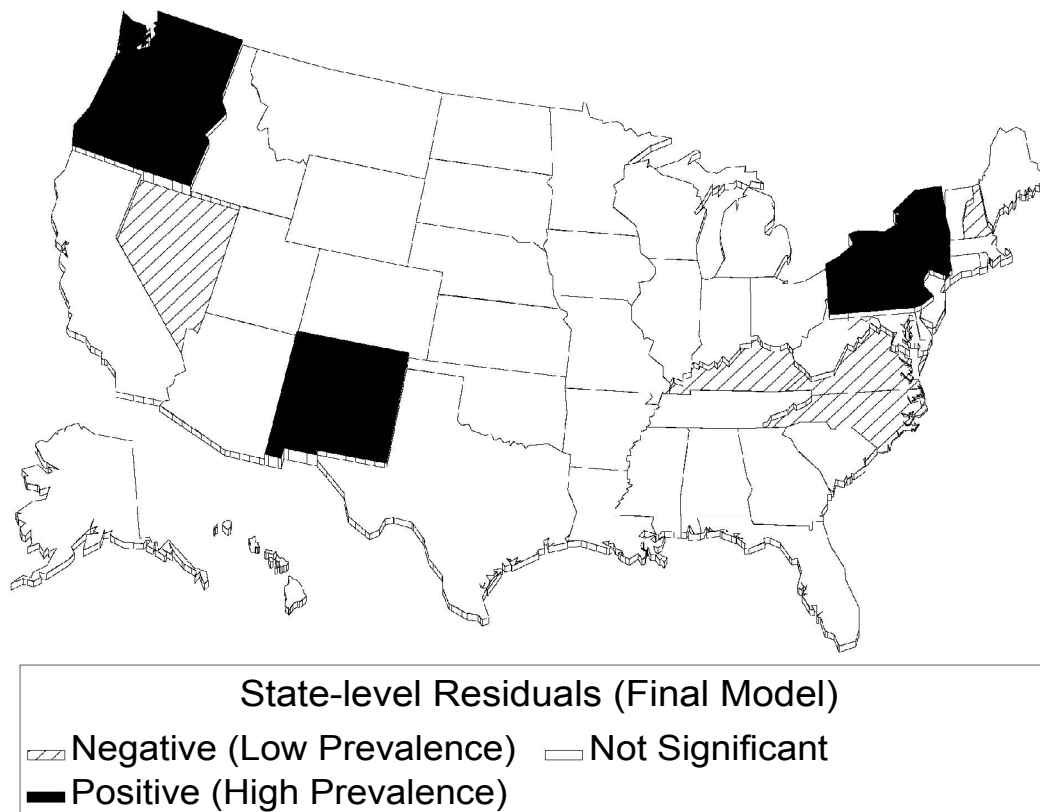 State-level Residuals (Final Model)
Negative (Low Prevalence) Not Significant
Positive (High Prevalence)